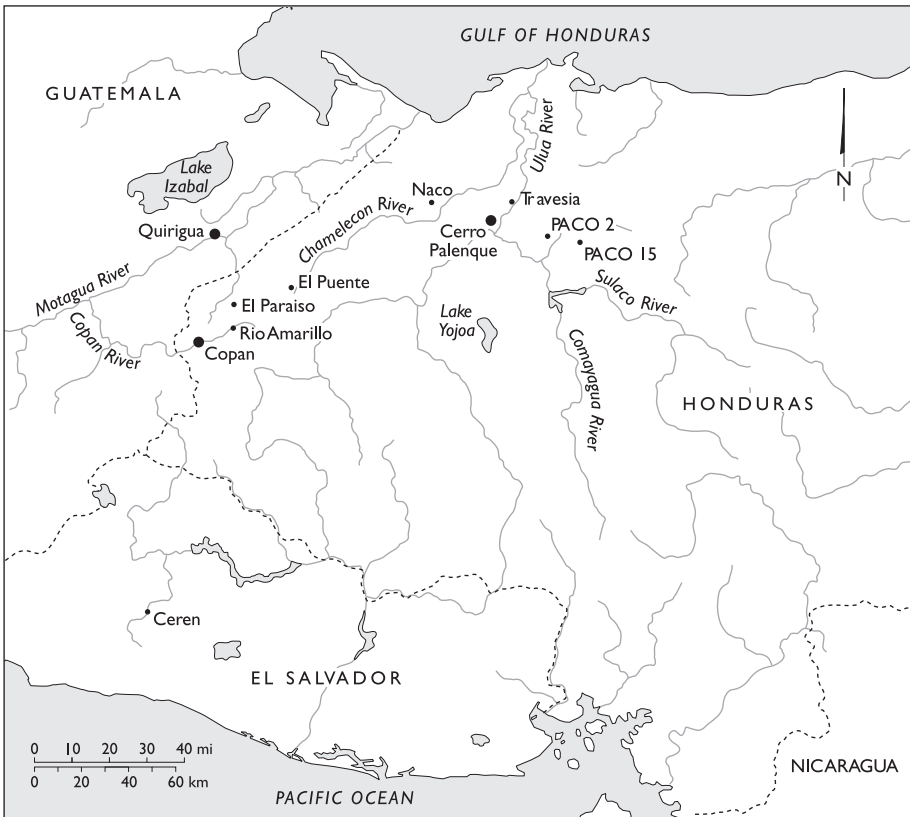 GULF OF HONDURAS
GUATEMALA
Lake
Izabal
Ulua River
N
Naco
Travesia
Chamelecon River
Quirigua
Cerro
Palenque
PACO 2
PACO 15
Motagua River
El Puente
Sulaco River
El Paraiso
Lake
Yojoa
Copan River
Rio Amarillo
Copan
Comayagua River
HONDURAS
Ceren
EL SALVADOR
0 10 20 30 40 mi
0 20 40 60 km
NICARAGUA
PACIFIC OCEAN